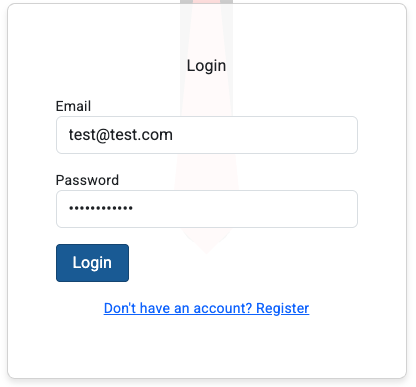 Login
Email
test@test.com
Password
••••••••••••
Login
Don't have an account? Register